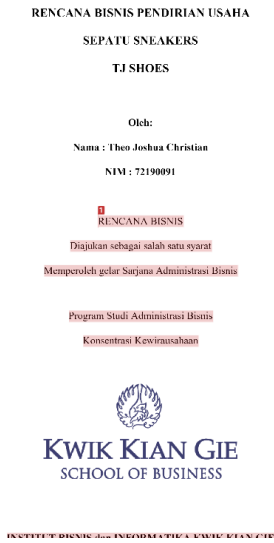 RENCANA BISNIS PENDIRIAN USAHA
SEPATU SNEAKERS
TJ SHOES
Oleh:
Nama : Theo Joshua Christian
NIM : 72190091
1
RENCANA BISNIS
Diajukan sebagai salah satu syarat
Memperoleh gelar Sarjana Administrasi Bisnis
Program Studi Administrasi Bisnis
Konsentrasi Kewirausahaan
KWIK KIAN GIE
SCHOOL OF BUSINESS
INSTITUT BISNIS dan INFORMATIKA KWIK KIAN GIE